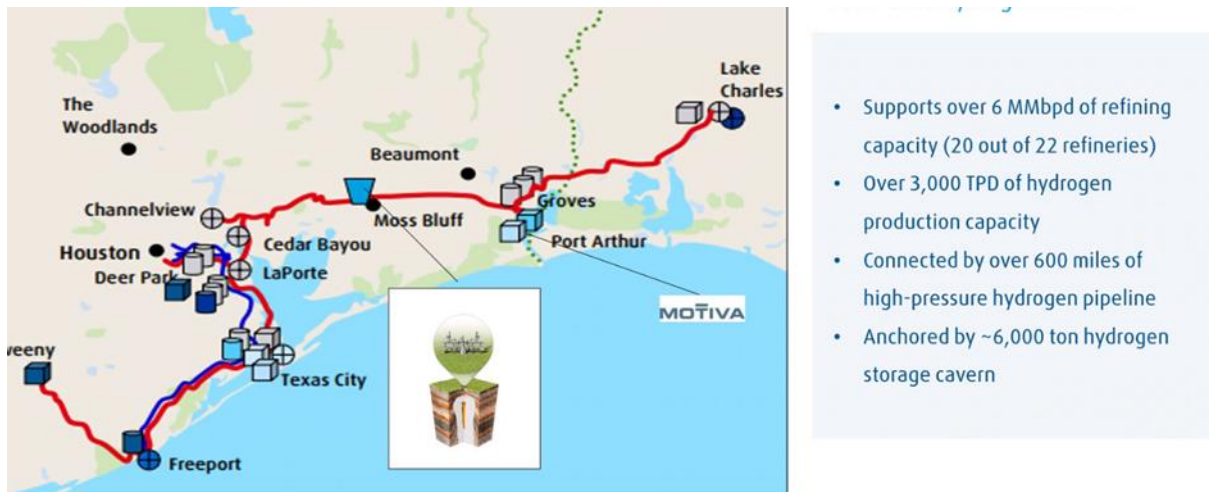 Lake
Charles
The
Woodlands
Beaumont
Channelview
Moss Bluff
Groves
Houston
Cedar Bayou
Port Arthur
Deer Park
LaPorte
MOTIVA
veeny
Texas City
Freeport
• Supports over 6 MMbpd of refining
capacity (20 out of 22 refineries)
• Over 3,000 TPD of hydrogen
production capacity
• Connected by over 600 miles of
high-pressure hydrogen pipeline
• Anchored by ~6,000 ton hydrogen
storage cavern